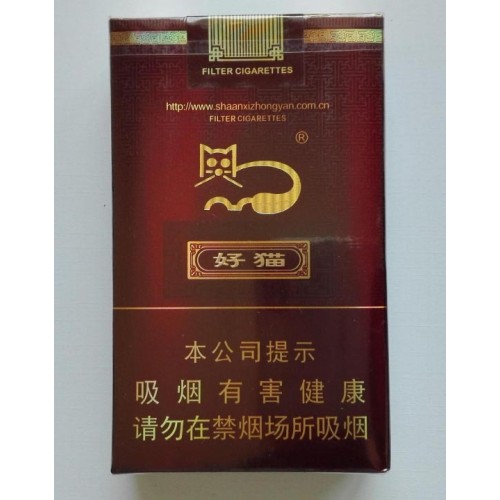 FILTER CIGARETTES
http://www.shaanxizhongyan.com.cn
FILTER CIGARETTES
®
好猫
本公司提示
吸烟有害健康
请勿在禁烟场所吸烟